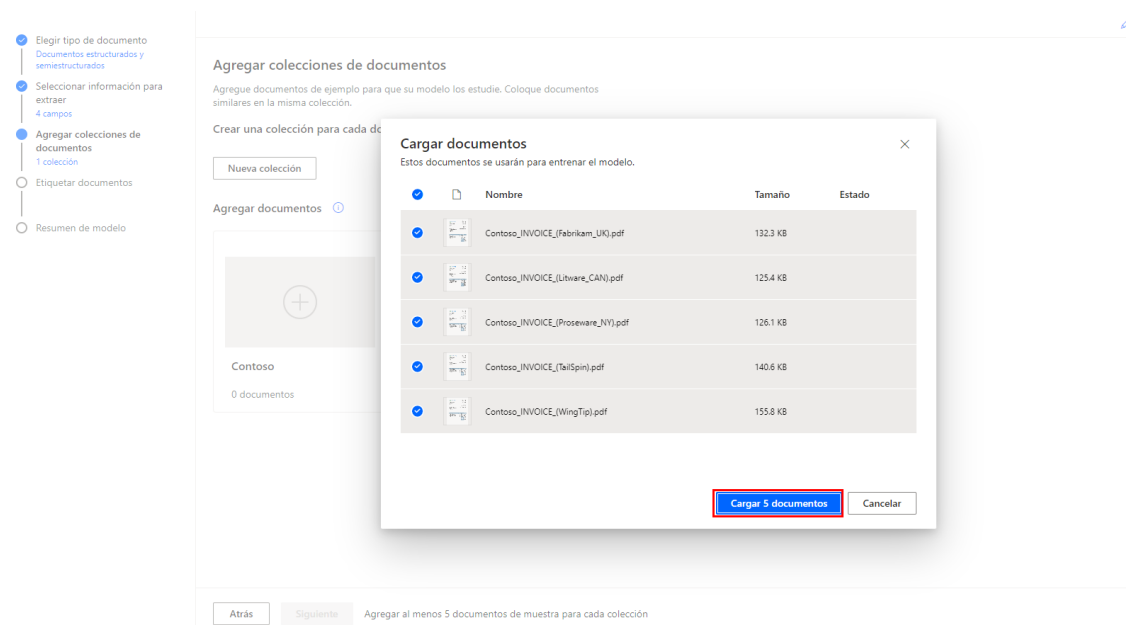 Elegir tipo de documento
Documentos estructurados y
semiestructurados
Seleccionar información para
extraer
4 campos
Agregar colecciones de
documentos
1 colección
Etiquetar documentos
Resumen de modelo
Agregar colecciones de documentos
Agregue documentos de ejemplo para que su modelo los estudie. Coloque documentos
similares en la misma colección.
Crear una colección para cada do
Nueva colección
Agregar documentos
Contoso
0 documentos
Cargar documentos
Estos documentos se usarán para entrenar el modelo.
Nombre Tamaño Estado
Contoso_INVOICE_(Fabrikam_UK).pdf 132.3 KB
Contoso_INVOICE_(Litware_CAN).pdf 125.4 KB
Contoso_INVOICE_(Proseware_NY).pdf 126.1 KB
Contoso_INVOICE_(TailSpin).pdf 140.6 KB
Contoso_INVOICE_(WingTip).pdf 155.8 KB
Cargar 5 documentos Cancelar
Atrás Siguiente Agregar al menos 5 documentos de muestra para cada colección